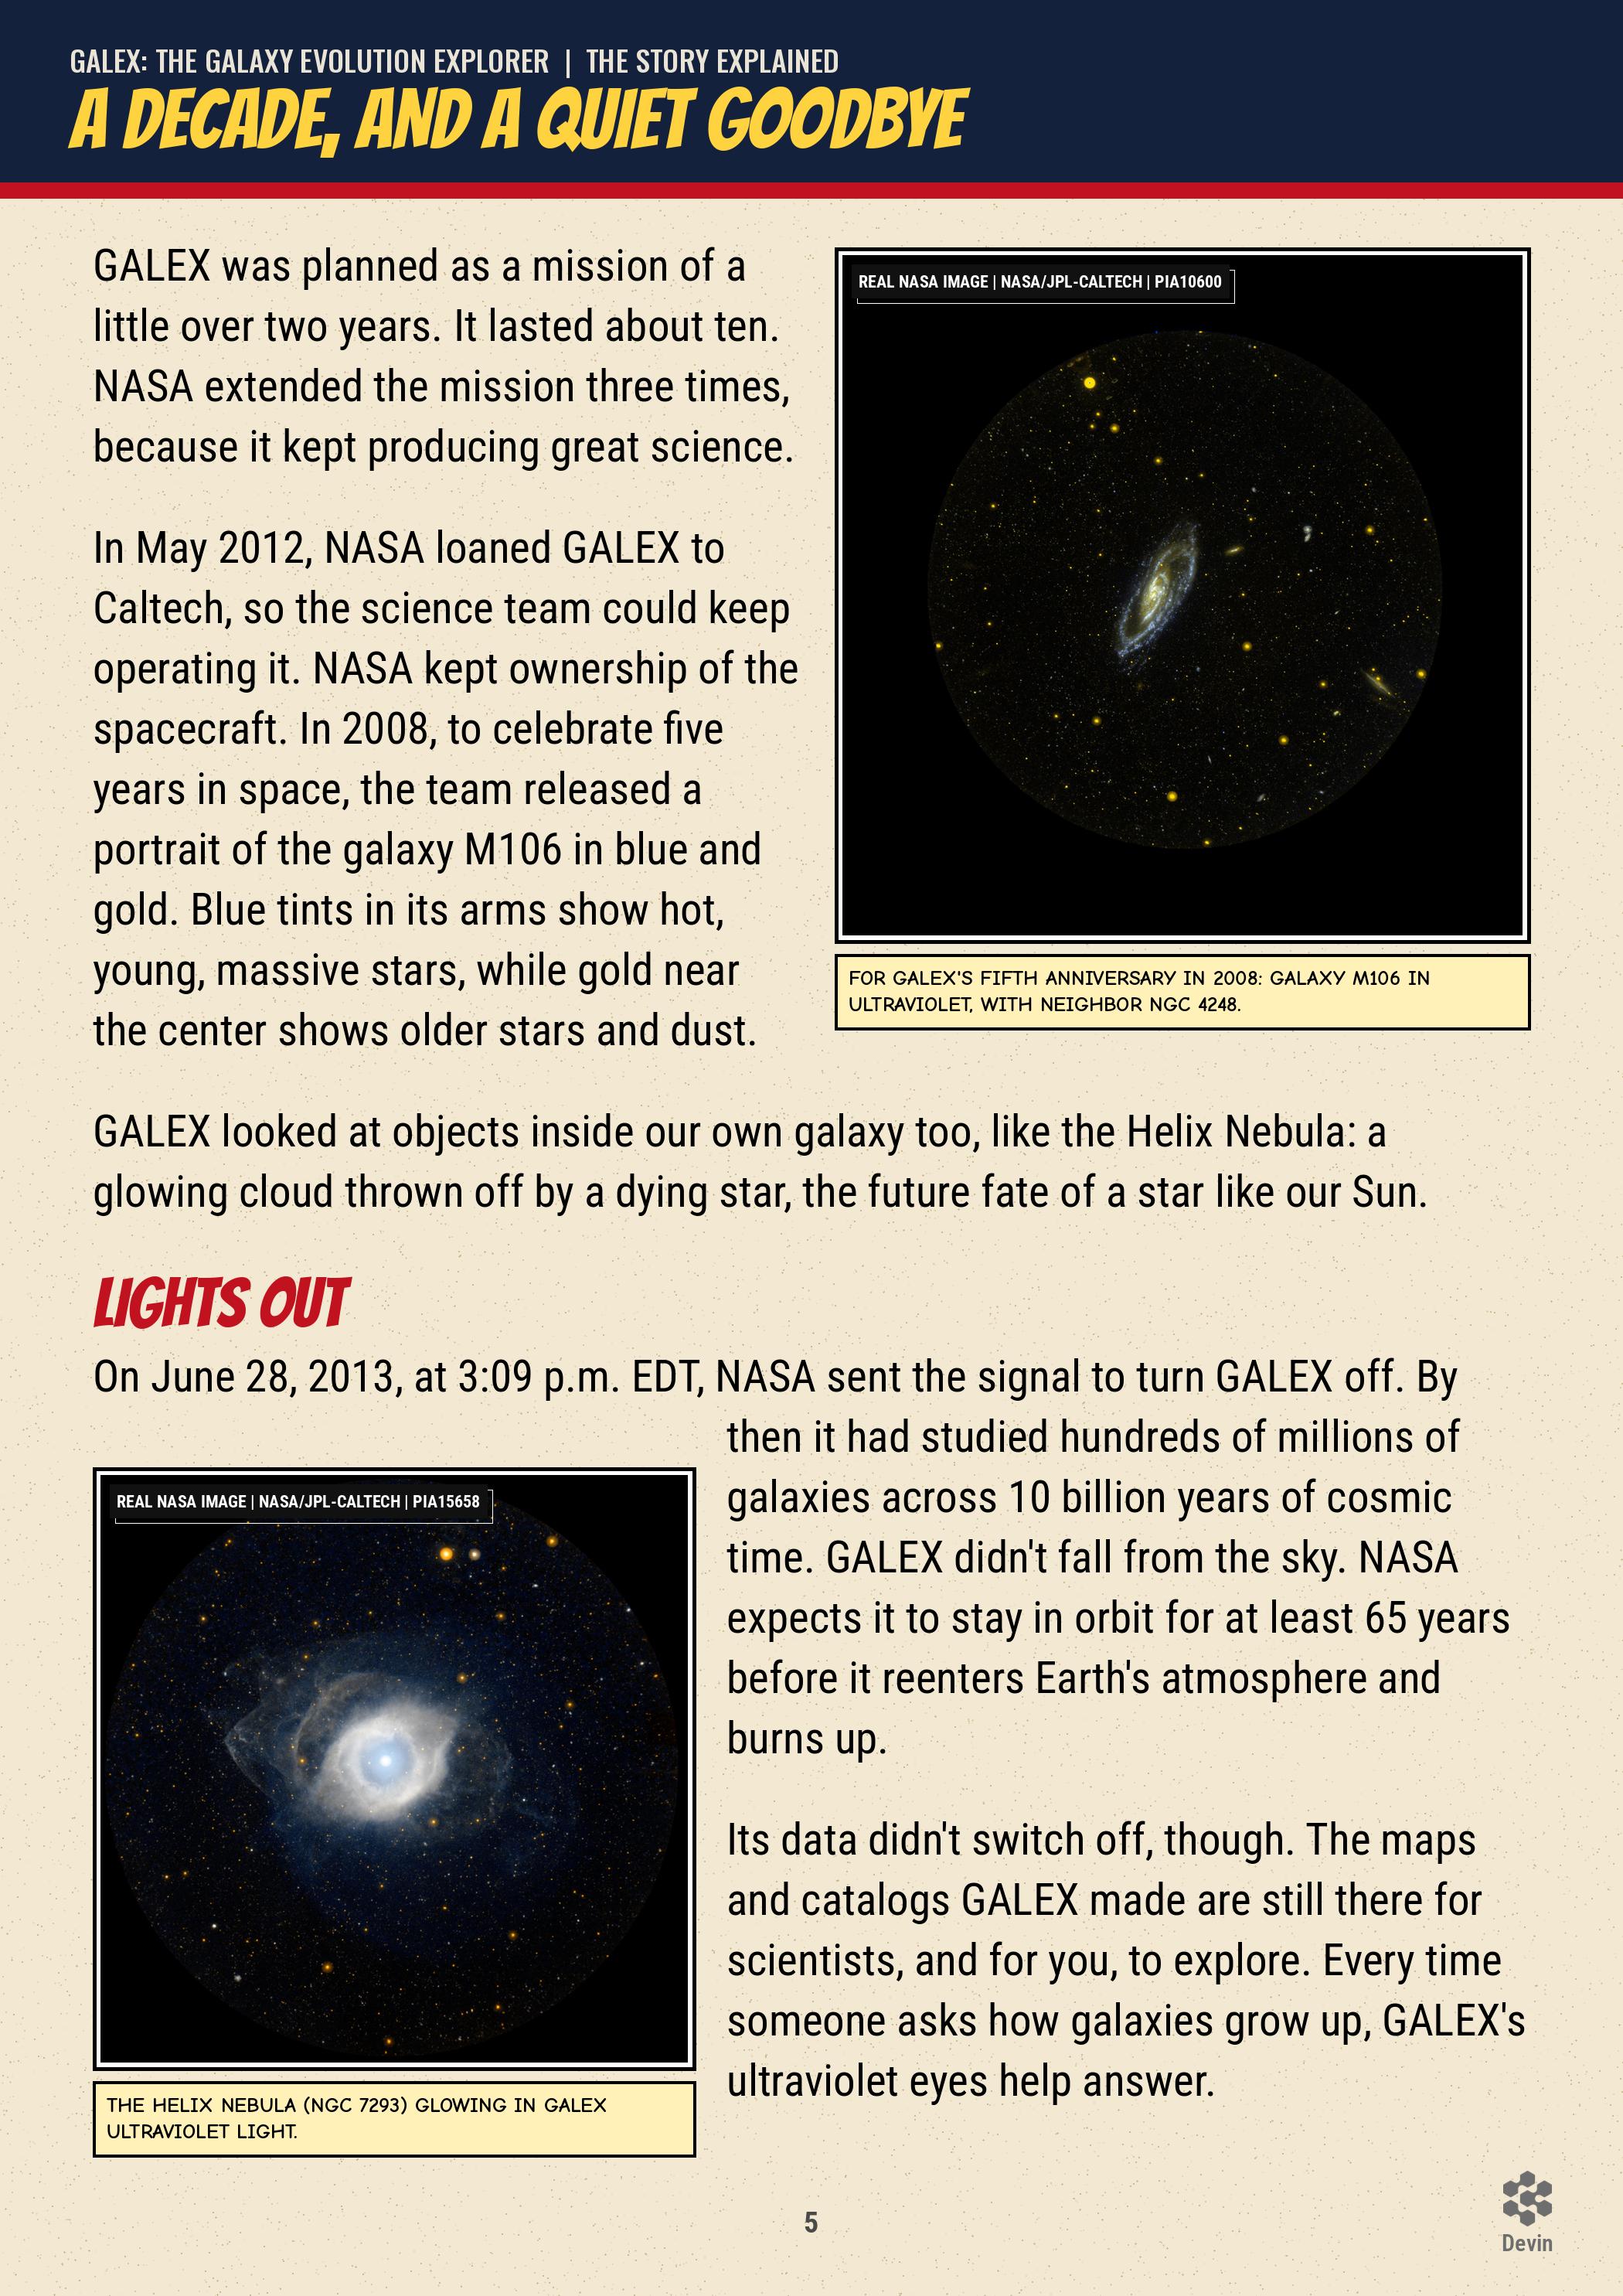 GALEX: THE GALAXY EVOLUTION EXPLORER | THE STORY EXPLAINED
A DECADE, AND A QUIET GOODBYE
GALEX was planned as a mission of a
little over two years. It lasted about ten.
NASA extended the mission three times,
because it kept producing great science.
In May 2012, NASA loaned GALEX to
Caltech, so the science team could keep
operating it. NASA kept ownership of the
spacecraft. In 2008, to celebrate five
years in space, the team released a
portrait of the galaxy M106 in blue and
gold. Blue tints in its arms show hot,
young, massive stars, while gold near
the center shows older stars and dust.
REAL NASA IMAGE | NASA/JPL-CALTECH | PIA10600
FOR GALEX'S FIFTH ANNIVERSARY IN 2008: GALAXY M106 IN
ULTRAVIOLET, WITH NEIGHBOR NGC 4248.
GALEX looked at objects inside our own galaxy too, like the Helix Nebula: a
glowing cloud thrown off by a dying star, the future fate of a star like our Sun.
LIGHTS OUT
On June 28, 2013, at 3:09 p.m. EDT, NASA sent the signal to turn GALEX off. By
then it had studied hundreds of millions of
galaxies across 10 billion years of cosmic
time. GALEX didn't fall from the sky. NASA
expects it to stay in orbit for at least 65 years
before it reenters Earth's atmosphere and
burns up.
Its data didn't switch off, though. The maps
and catalogs GALEX made are still there for
scientists, and for you, to explore. Every time
someone asks how galaxies grow up, GALEX's
ultraviolet eyes help answer.
REAL NASA IMAGE | NASA/JPL-CALTECH | PIA15658
THE HELIX NEBULA (NGC 7293) GLOWING IN GALEX
ULTRAVIOLET LIGHT.
5
Devin